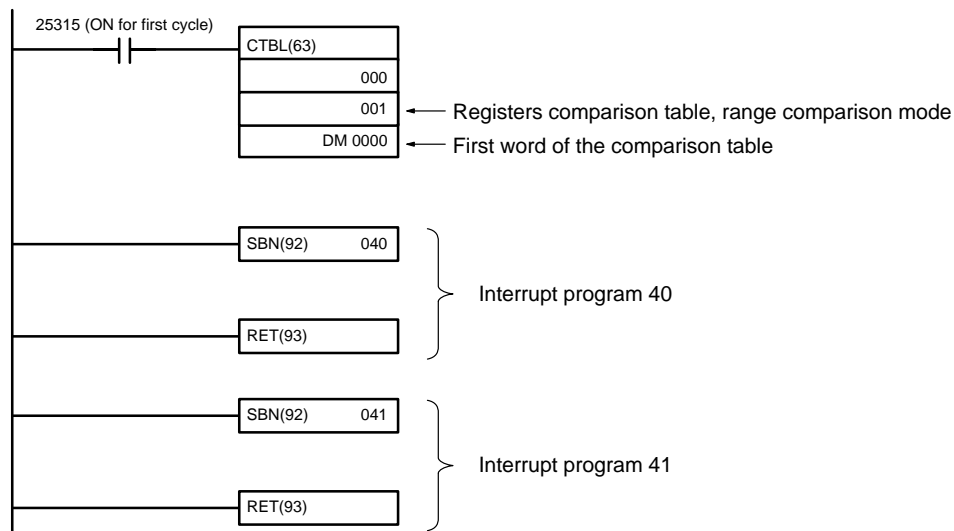 25315 (ON for first cycle)
CTBL(63)
000
001
Registers comparison table, range comparison mode
DM 0000
First word of the comparison table
SBN(92) 040
Interrupt program 40
RET(93)
SBN(92) 041
Interrupt program 41
RET(93)